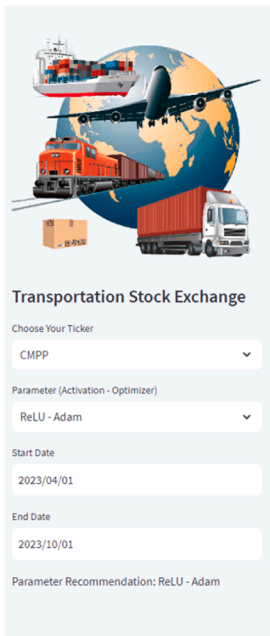 Transportation Stock Exchange
Choose Your Ticker
CMPP
Parameter (Activation - Optimizer)
ReLU - Adam
Start Date
2023/04/01
End Date
2023/10/01
Parameter Recommendation: ReLU - Adam